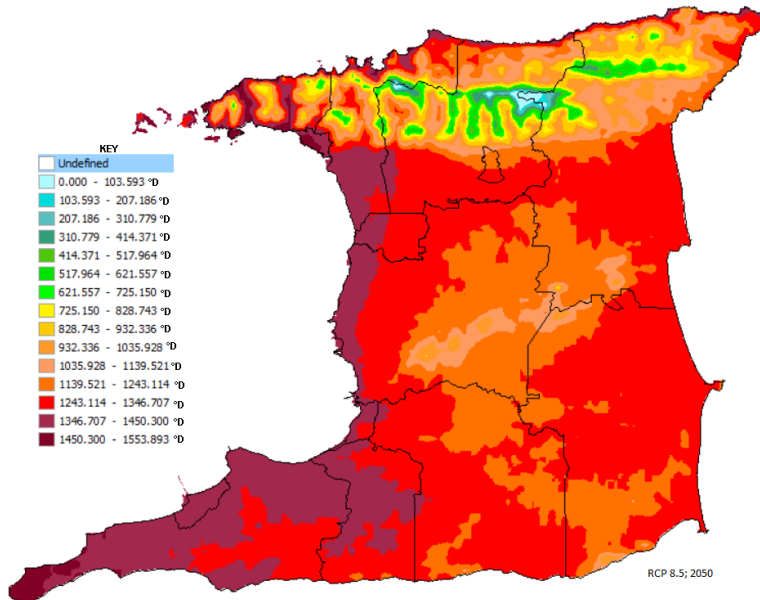 KEY
Undefined
0.000 - 103.593 °D
103.593 - 207.186 °D
207.186 - 310.779 °D
310.779 - 414.371 °D
414.371 - 517.964 °D
517.964 - 621.557 °D
621.557 - 725.150 °D
725.150 - 828.743 °D
828.743 - 932.336 °D
932.336 - 1035.928 °D
1035.928 - 1139.521 °D
1139.521 - 1243.114 °D
1243.114 - 1346.707 °D
1346.707 - 1450.300 °D
1450.300 - 1553.893 °D
RCP 8.5; 2050